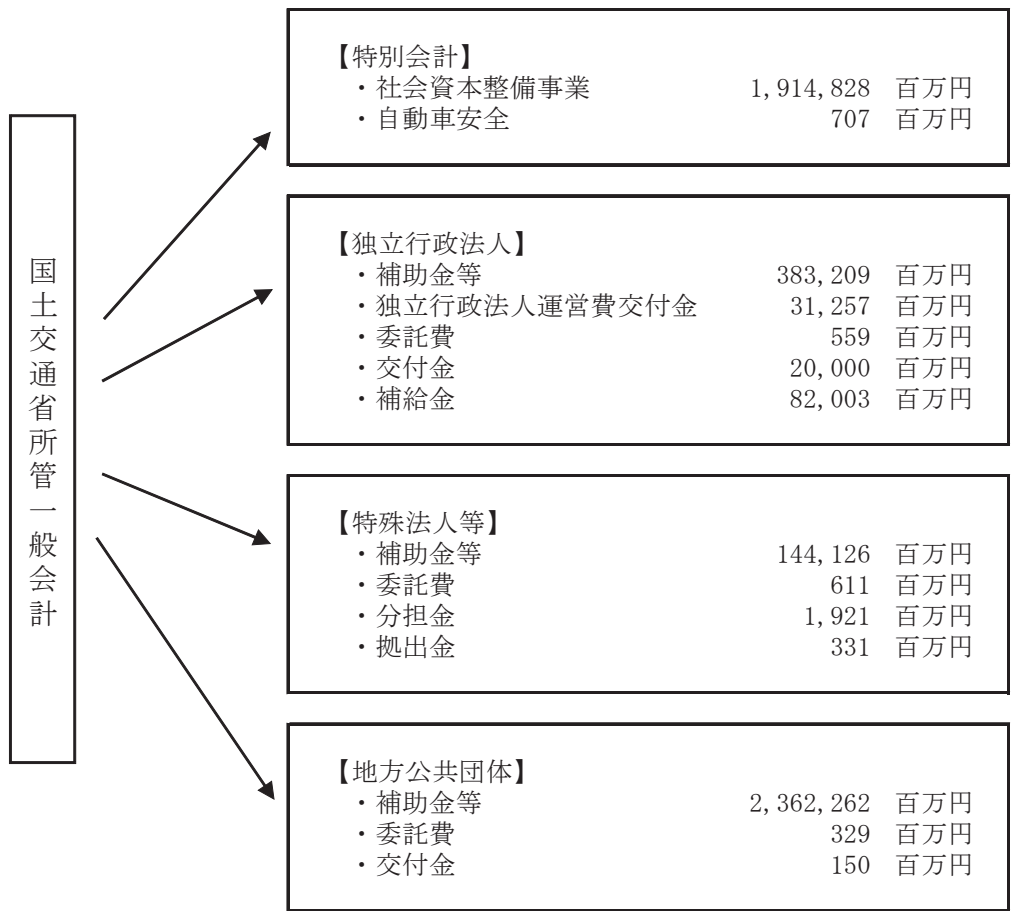 国土交通省所管一般会計
【特別会計】
・社会資本整備事業 1,914,828 百万円
・自動車安全 707 百万円
【独立行政法人】
・補助金等 383,209 百万円
・独立行政法人運営費交付金 31,257 百万円
・委託費 559 百万円
・交付金 20,000 百万円
・補給金 82,003 百万円
【特殊法人等】
・補助金等 144,126 百万円
・委託費 611 百万円
・分担金 1,921 百万円
・拠出金 331 百万円
【地方公共団体】
・補助金等 2,362,262 百万円
・委託費 329 百万円
・交付金 150 百万円